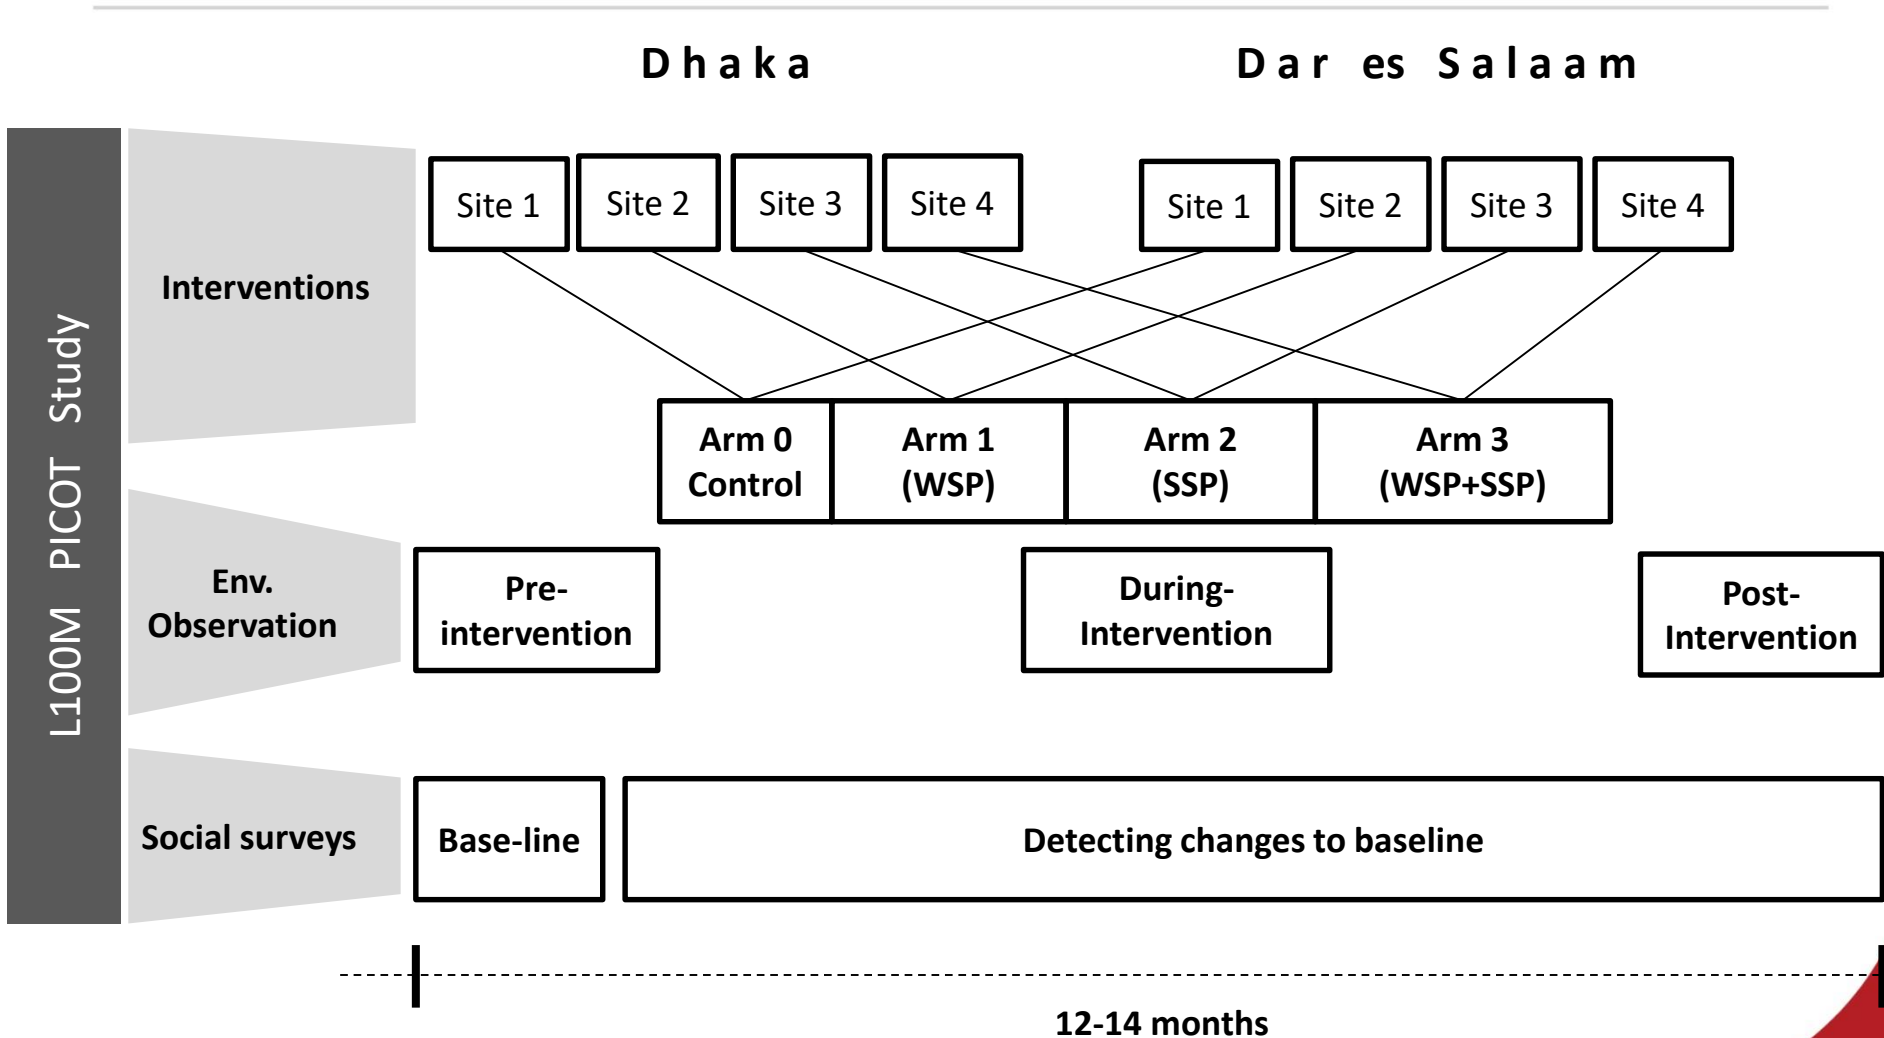 Dhaka
Dar es Salaam
L100M PICOT Study
Interventions
Site 1
Site 2
Site 3
Site 4
Site 1
Site 2
Site 3
Site 4
Arm 0
Control
Arm 1
(WSP)
Arm 2
(SSP)
Arm 3
(WSP+SSP)
Env.
Observation
Pre-
intervention
During-
Intervention
Post-
Intervention
Social surveys
Base-line
Detecting changes to baseline
12-14 months